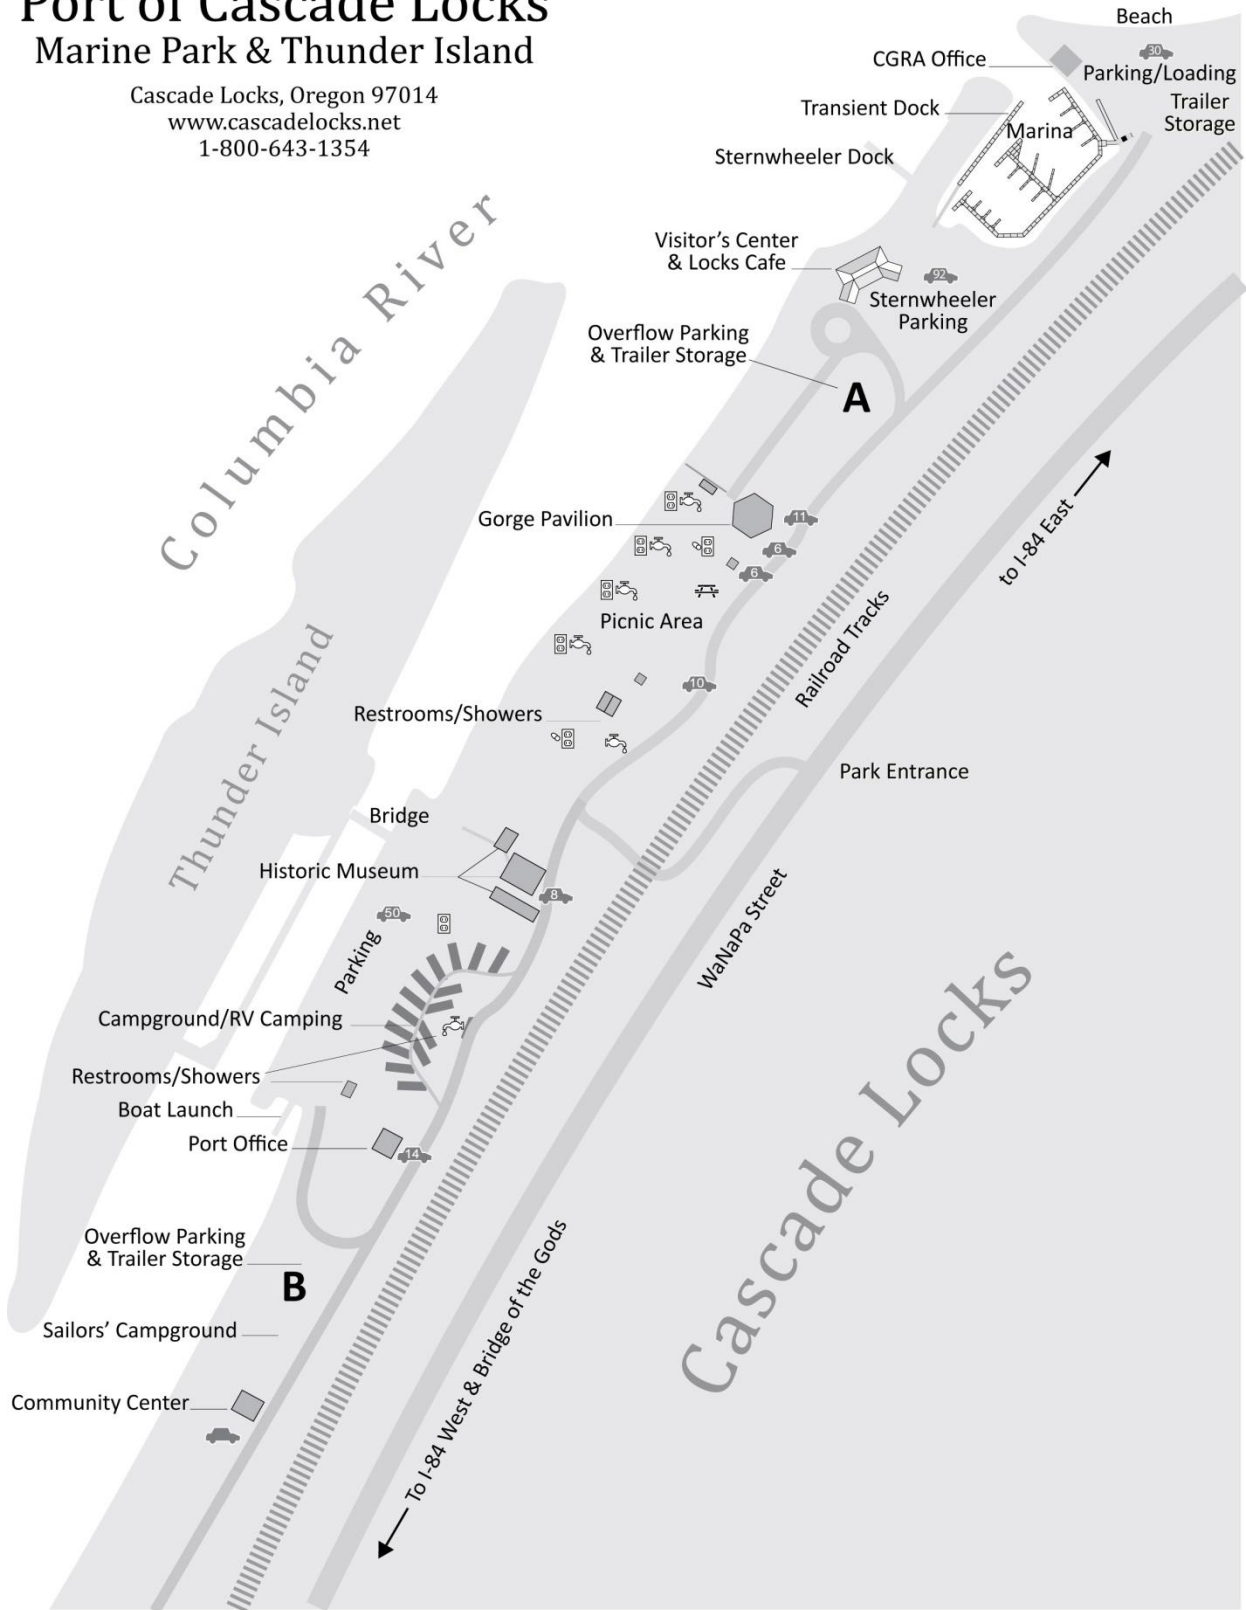 Port of Cascade Locks
Marine Park & Thunder Island
Cascade Locks, Oregon 97014
www.cascadelocks.net
1-800-643-1354
Beach
CGRA Office
30
Parking/Loading
Trailer
Storage
Transient Dock
Marina
Sternwheeler Dock
Visitor's Center
& Locks Cafe
92
Sternwheeler
Parking
Overflow Parking
& Trailer Storage
A
Columbia River
Gorge Pavilion
11
6
6
to I-84 East
Picnic Area
Railroad Tracks
Thunder Island
10
Restrooms/Showers
Park Entrance
Bridge
Historic Museum
8
50
Parking
WaNaPa Street
Campground/RV Camping
Restrooms/Showers
Boat Launch
Port Office
14
Cascade Locks
Overflow Parking
& Trailer Storage
B
Sailors' Campground
Community Center
To I-84 West & Bridge of the Gods